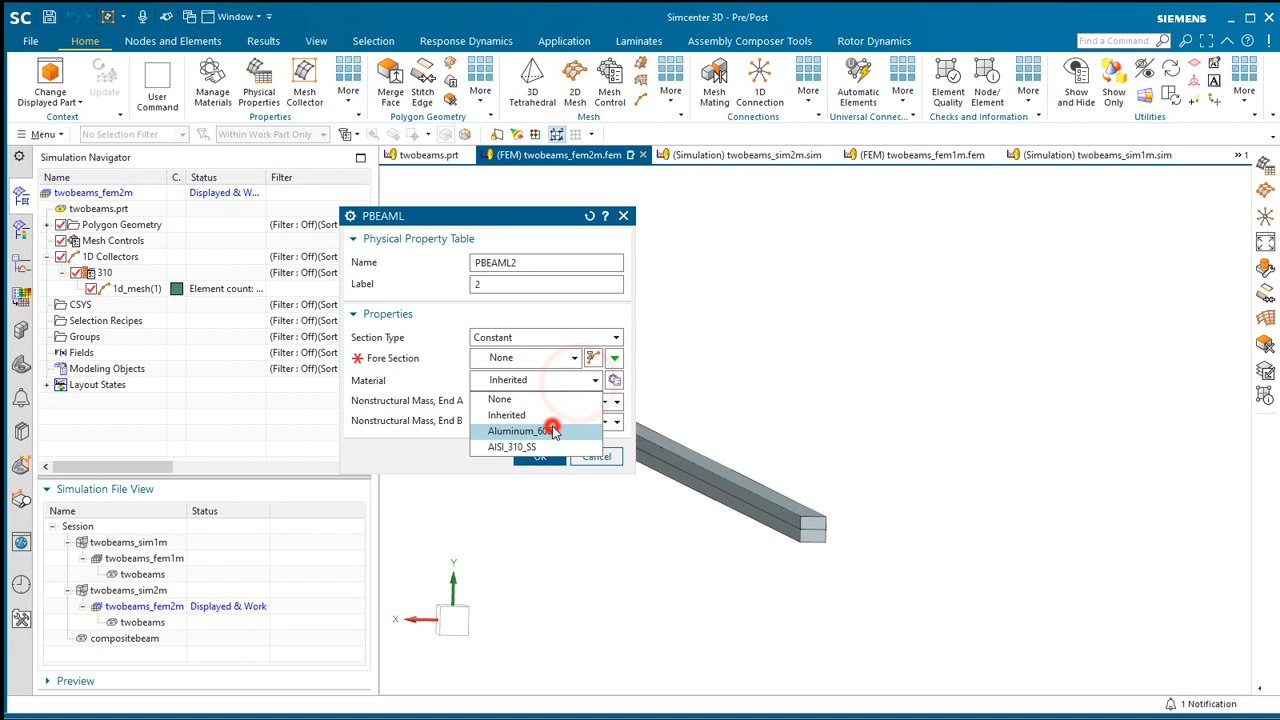 SC
Window
Simcenter 3D - Pre/Post
SIEMENS
File
Home
Nodes and Elements
Results
View
Selection
Response Dynamics
Application
Laminates
Assembly Composer Tools
Rotor Dynamics
Find a Command
Change
Displayed Part
Update
User
Command
Manage
Materials
Physical
Properties
Mesh
Collector
More
Merge
Face
Stitch
Edge
More
3D
Tetrahedral
2D
Mesh
Mesh
Control
More
Mesh
Mating
1D
Connection
More
Automatic
Elements
More
Element
Quality
Node/
Element
More
Show
and Hide
Show
Only
More
Context
Properties
Polygon Geometry
Mesh
Connections
Universal Connec...
Checks and Information
Utilities
Menu
No Selection Filter
Within Work Part Only
Simulation Navigator
twobeams.prt
(FEM) twobeams_fem2m.fem
(Simulation) twobeams_sim2m.sim
(FEM) twobeams_fem1m.fem
(Simulation) twobeams_sim1m.sim
1
Name
C.
Status
Filter
twobeams_fem2m
Displayed & W...
twobeams.prt
Polygon Geometry
(Filter : Off)(Sort
Mesh Controls
(Filter : Off)(Sort
1D Collectors
(Filter : Off)(Sort
310
(Filter : Off)(Sort
1d_mesh(1)
Element count: ...
CSYS
(Filter : Off)(Sort
Selection Recipes
(Filter : Off)(Sort
Groups
(Filter : Off)(Sort
Fields
(Filter : Off)(Sort
Modeling Objects
(Filter : Off)(Sort
Layout States
PBEAML
Physical Property Table
Name
PBEAML2
Label
2
Properties
Section Type
Constant
Fore Section
None
Material
Inherited
None
Nonstructural Mass, End A
Inherited
Nonstructural Mass, End B
AISI_310_SS
OK
Cancel
Simulation File View
Name
Status
Session
twobeams_sim1m
twobeams_fem1m
twobeams
twobeams_sim2m
twobeams_fem2m
Displayed & Work
twobeams
compositebeam
Preview
Y
X
1 Notification